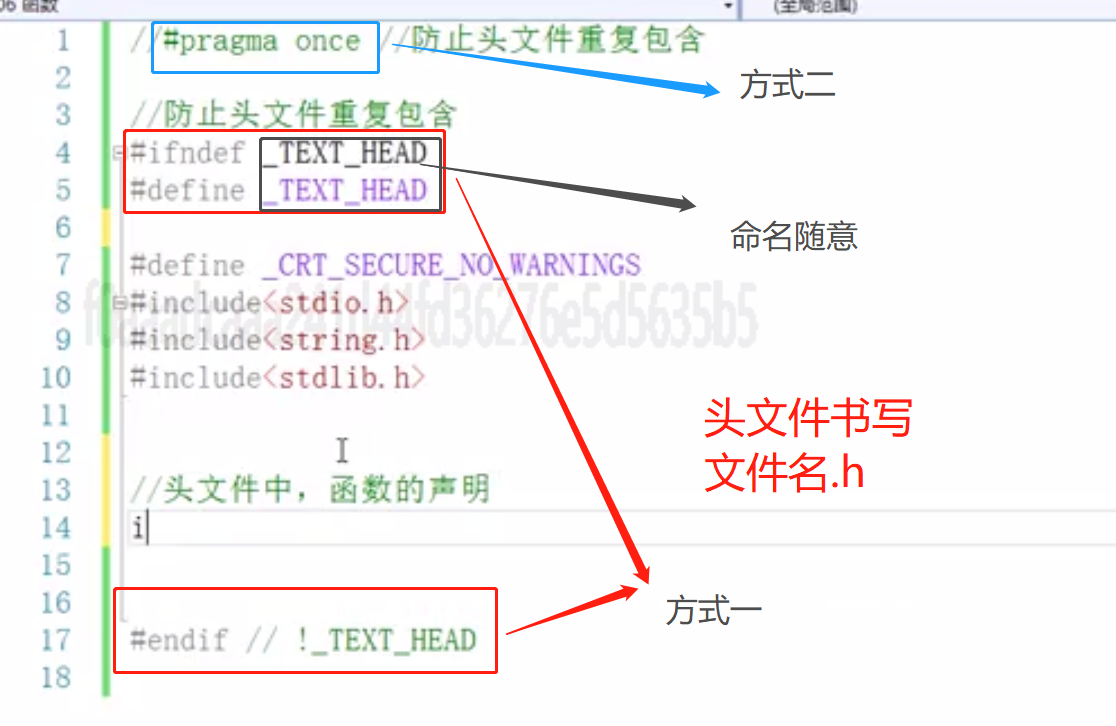 06 函数
(全局范围)
1 //#pragma once //防止头文件重复包含
方式二
2
3 //防止头文件重复包含
4 #ifndef _TEXT_HEAD
5 #define _TEXT_HEAD
命名随意
6
7 #define _CRT_SECURE_NO_WARNINGS
8 #include<stdio.h>
9 #include<string.h>
10 #include<stdlib.h>
头文件书写
文件名.h
11
12
13 //头文件中，函数的声明
14 i
15
16
方式一
17 #endif // !_TEXT_HEAD
18